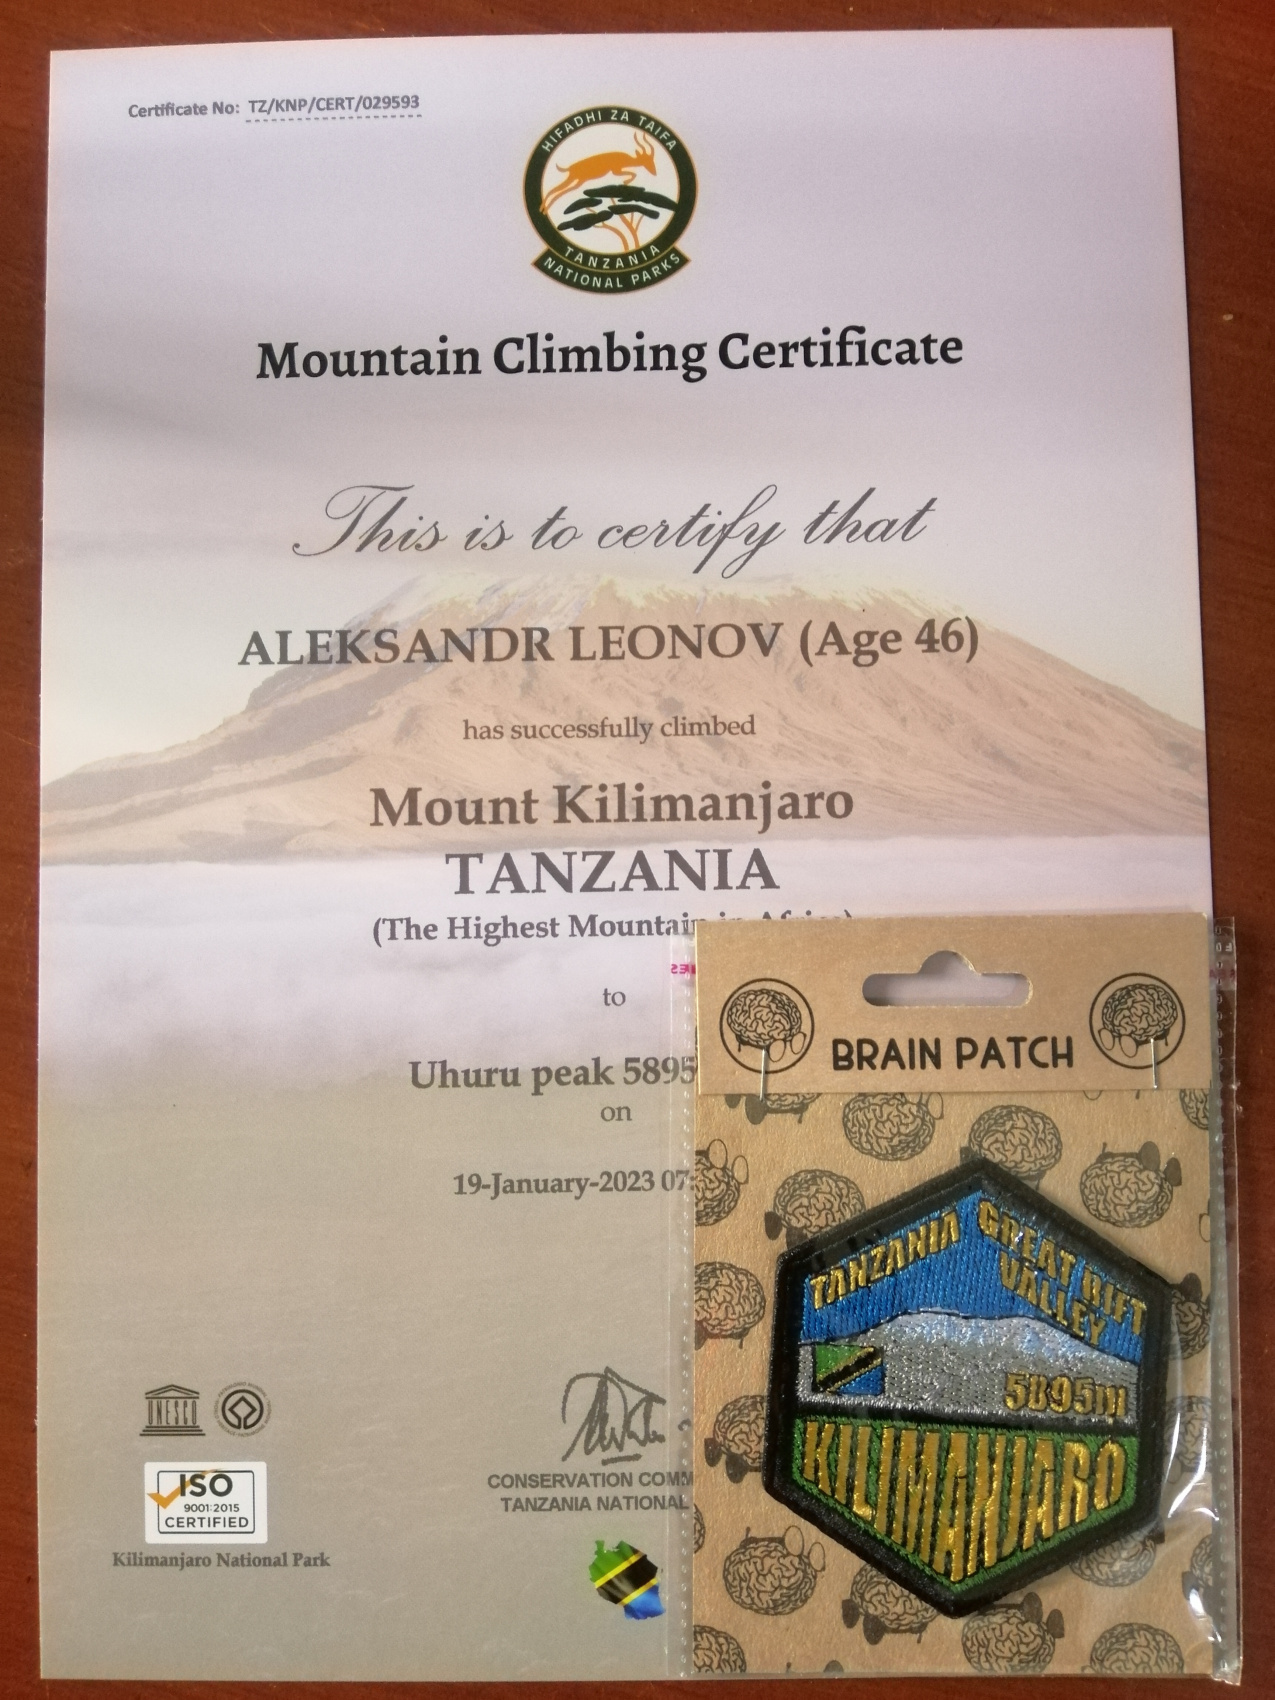 Certificate No: TZ/KNP/CERT/029593
HIFADHI ZA TAIFA
TANZANIA
NATIONAL PARKS
Mountain Climbing Certificate
This is to certify that
ALEKSANDR LEONOV (Age 46)
has successfully climbed
Mount Kilimanjaro
TANZANIA
(The Highest Mountain in Africa)
to
Uhuru peak 5895
on
19-January-2023 07:
BRAIN PATCH
TANZANIA
GREAT RIFT
VALLEY
5895m
KILIMANJARO
UNESCO
ISO
9001:2015
CERTIFIED
Kilimanjaro National Park
CONSERVATION COMM
TANZANIA NATIONAL